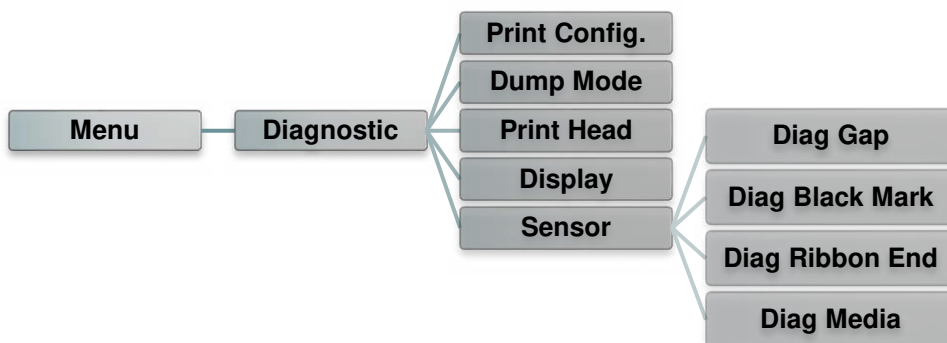 Menu
Diagnostic
Print Config.
Dump Mode
Print Head
Display
Sensor
Diag Gap
Diag Black Mark
Diag Ribbon End
Diag Media